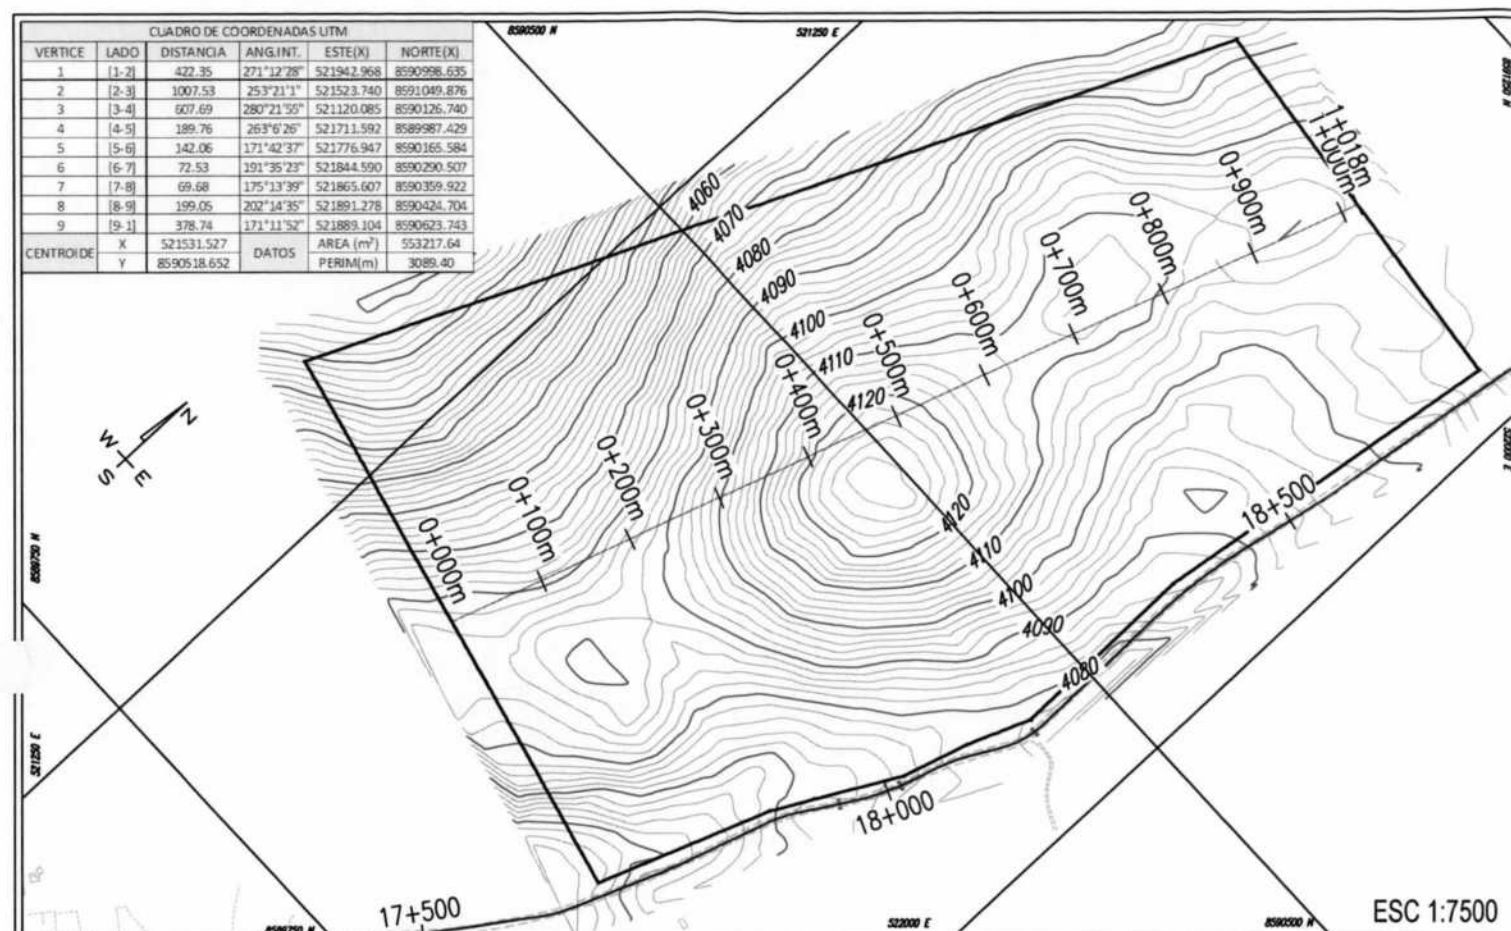 CUADRO DE COORDENADAS UTM
VERTICE LADO DISTANCIA ANG.INT. ESTE(X) NORTE(X)
1 [1-2] 422.35 271°12'28" 521942.968 8590998.635
2 [2-3] 1007.53 253°21'1" 521523.740 8591049.876
3 [3-4] 607.69 280°21'55" 521120.085 8590126.740
4 [4-5] 189.76 263°6'26" 521711.592 8589987.429
5 [5-6] 142.06 171°42'37" 521776.947 8590165.584
6 [6-7] 72.53 191°35'23" 521844.590 8590290.507
7 [7-8] 69.68 175°13'39" 521865.607 8590359.922
8 [8-9] 199.05 202°14'35" 521891.278 8590424.704
9 [9-1] 378.74 171°11'52" 521889.104 8590623.743
CENTROIDE X 521531.527 DATOS AREA (m²) 553217.64
Y 8590518.652 PERIM(m) 3089.40
8590500 N
521250 E
4060
4070
4080
4090
4100
4110
4120
0+000m
0+100m
0+200m
0+300m
0+400m
0+500m
0+600m
0+700m
0+800m
0+900m
1+000m
1+018m
N
W
S
E
4120
4110
4100
4090
4080
18+500
18+000
17+500
8589750 N
521250 E
8589750 N
522000 E
8590500 N
ESC 1:7500